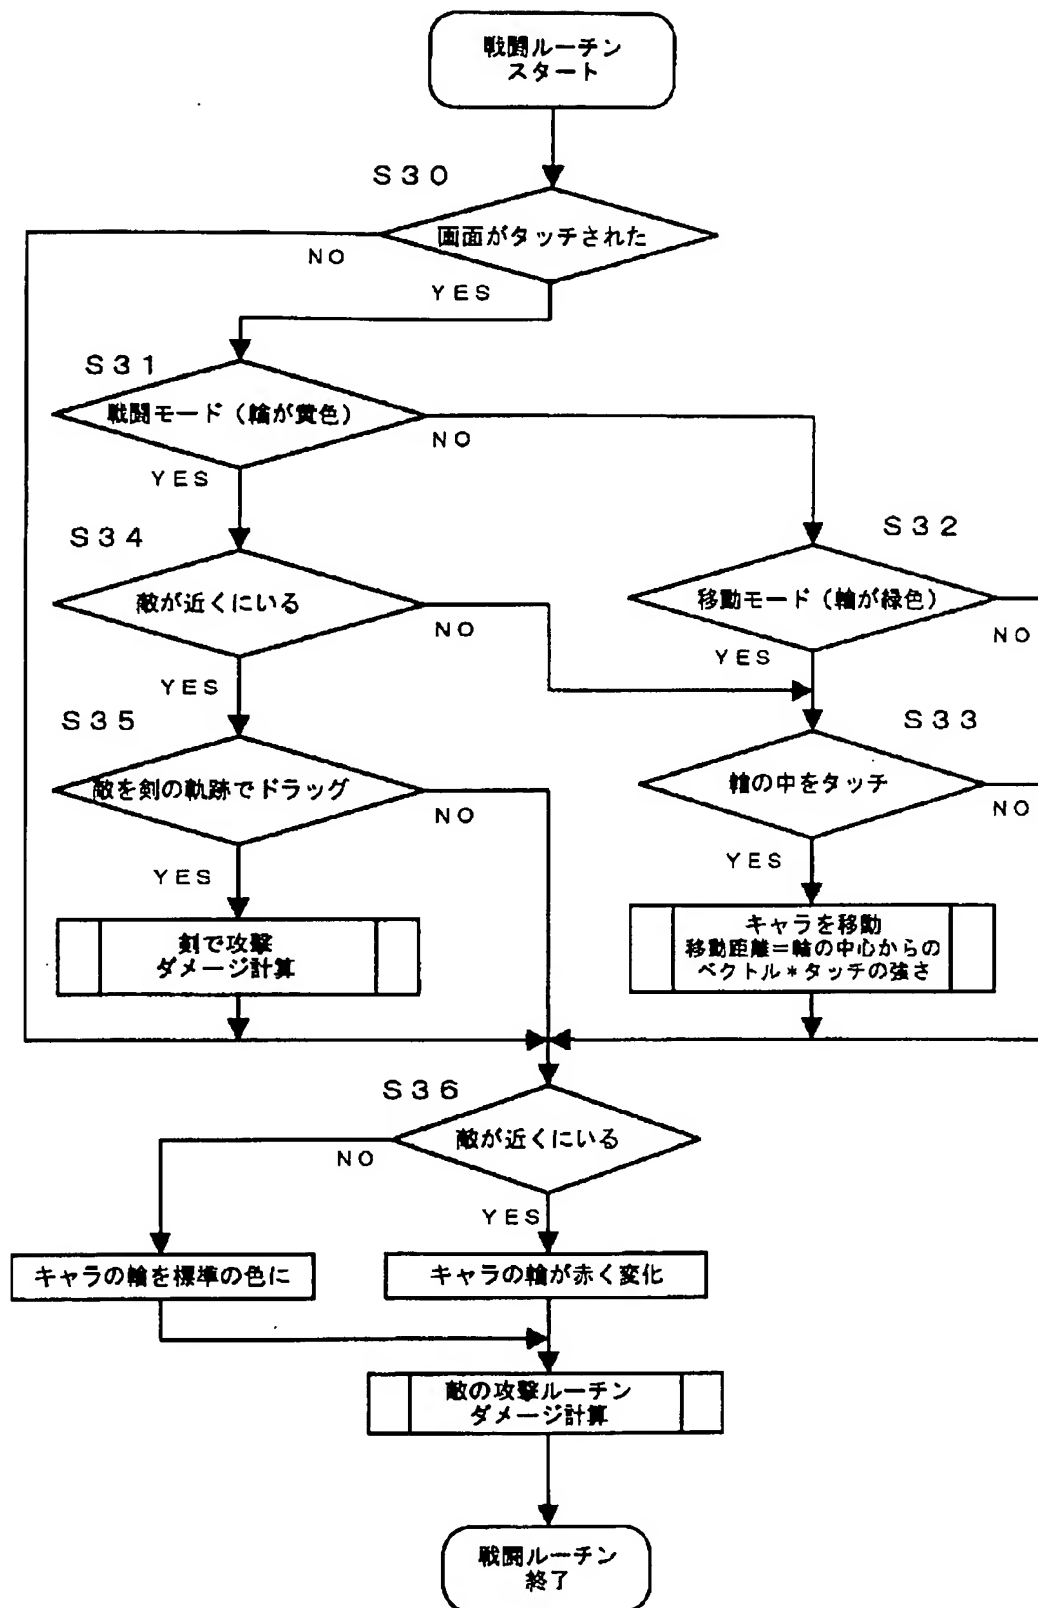 戦闘ルーチン
スタート
S30
画面がタッチされた
NO
YES
S31
戦闘モード(輪が黄色)
NO
YES
S34
敵が近くにいる
NO
YES
S32
移動モード(輪が緑色)
NO
YES
S35
敵を剣の軌跡でドラッグ
NO
YES
S33
輪の中をタッチ
NO
YES
剣で攻撃
ダメージ計算
キャラを移動
移動距離=輪の中心からの
ベクトル*タッチの強さ
S36
敵が近くにいる
NO
YES
キャラの輪を標準の色に
キャラの輪が赤く変化
敵の攻撃ルーチン
ダメージ計算
戦闘ルーチン
終了